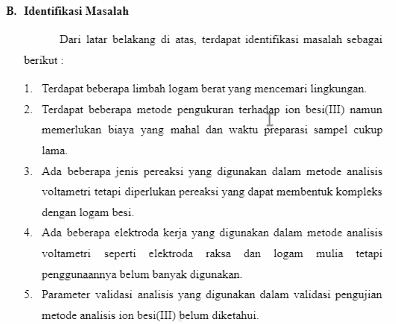 B. Identifikasi Masalah
Dari latar belakang di atas, terdapat identifikasi masalah sebagai
berikut :
1. Terdapat beberapa limbah logam berat yang mencemari lingkungan.
2. Terdapat beberapa metode pengukuran terhadap ion besi(III) namun
memerlukan biaya yang mahal dan waktu preparasi sampel cukup
lama.
3. Ada beberapa jenis pereaksi yang digunakan dalam metode analisis
voltametri tetapi diperlukan pereaksi yang dapat membentuk kompleks
dengan logam besi.
4. Ada beberapa elektroda kerja yang digunakan dalam metode analisis
voltametri seperti elektroda raksa dan logam mulia tetapi
penggunaannya belum banyak digunakan.
5. Parameter validasi analisis yang digunakan dalam validasi pengujian
metode analisis ion besi(III) belum diketahui.